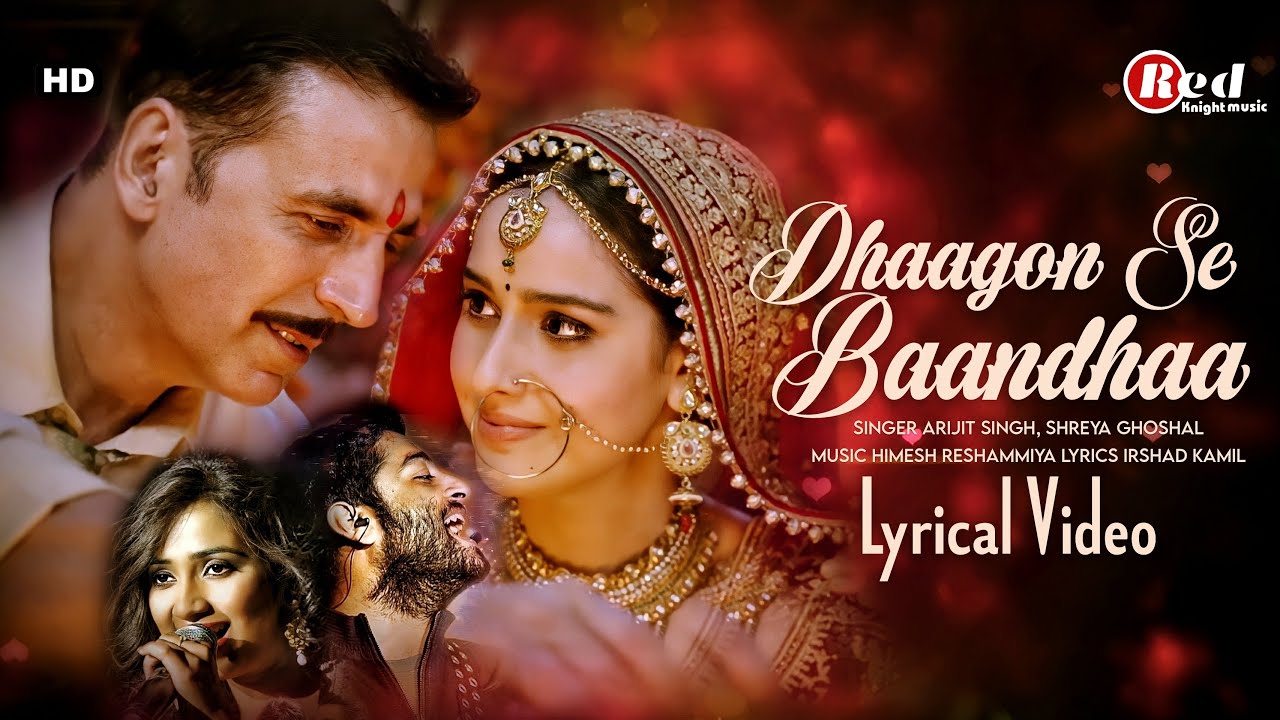 HD
Red
Knight music
Dhaagon Se
Baandhaa
SINGER ARIJIT SINGH, SHREYA GHOSHAL
MUSIC HIMESH RESHAMMIYA LYRICS IRSHAD KAMIL
Lyrical Video